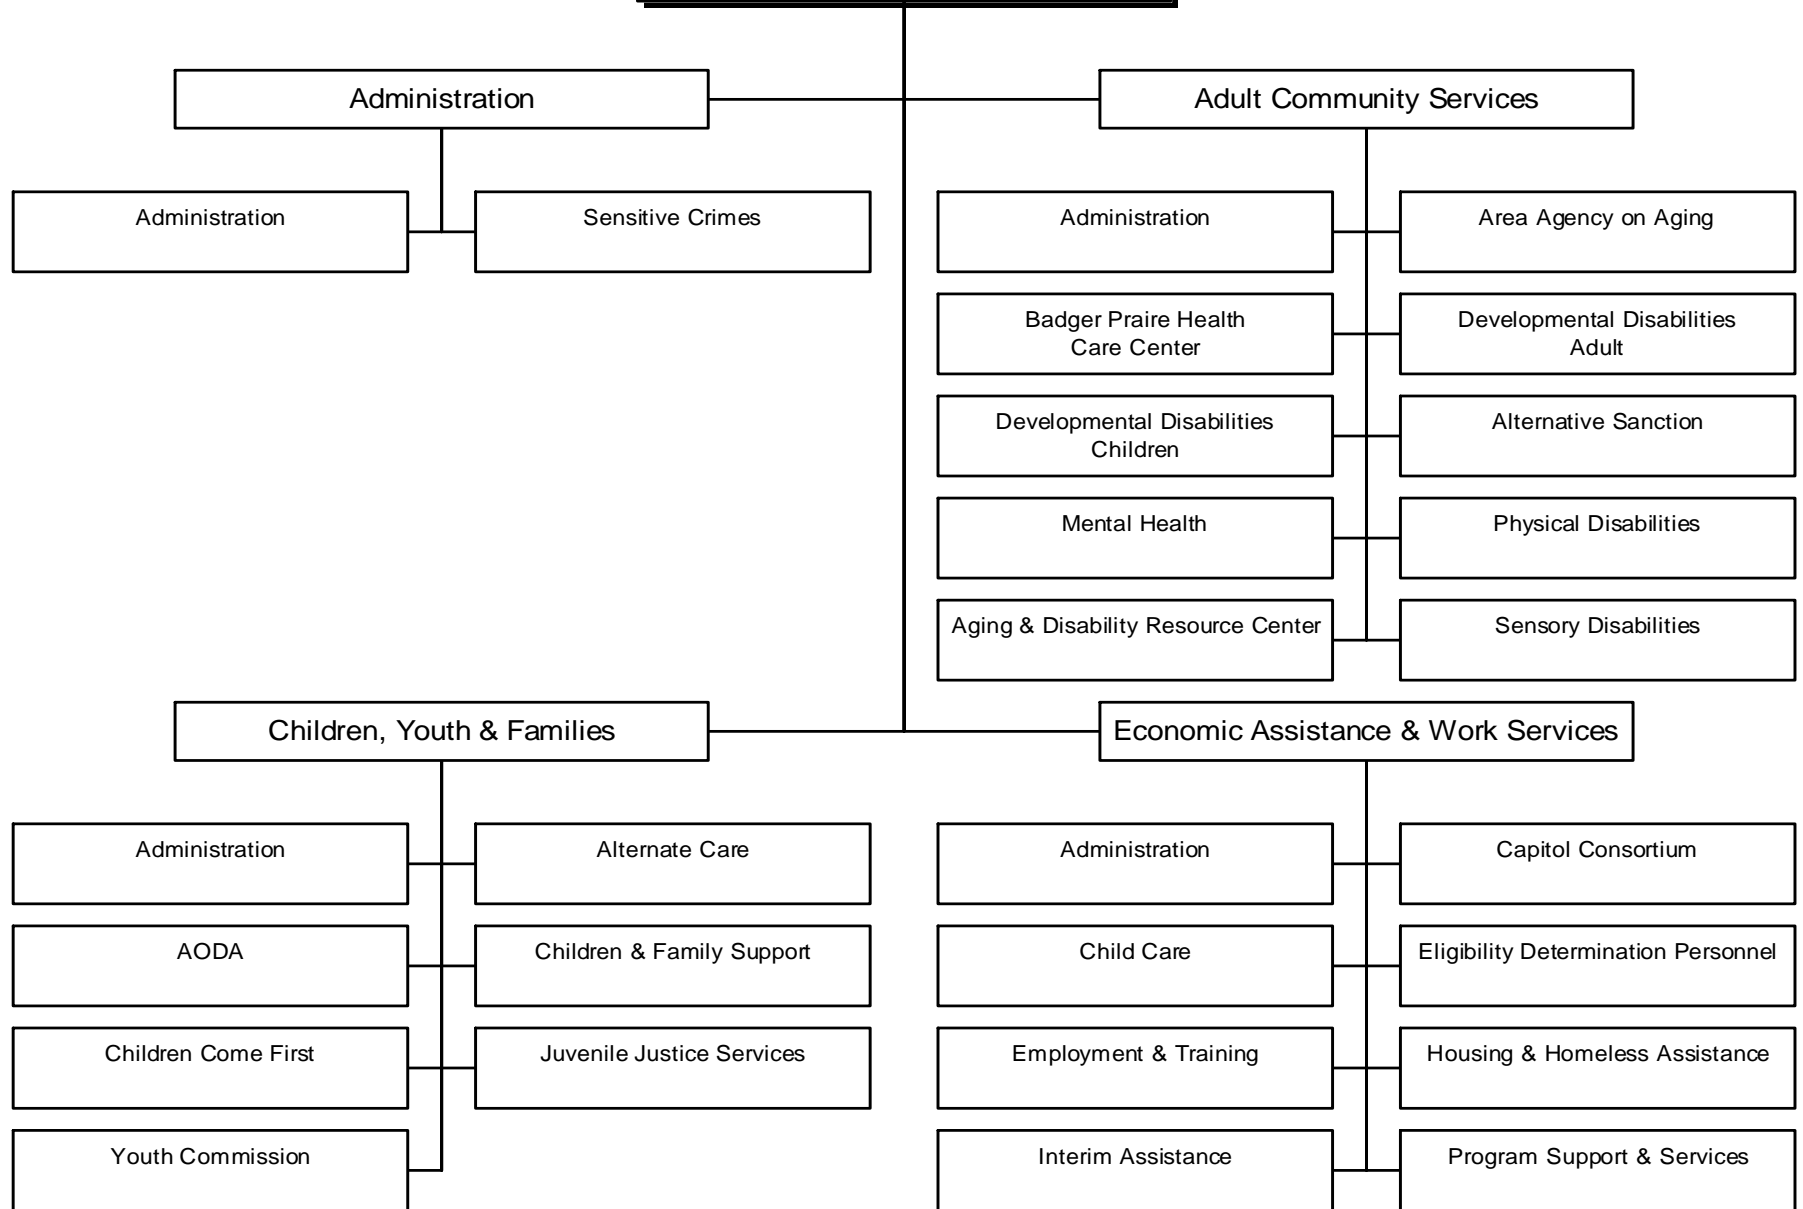 Administration
Adult Community Services
Administration
Sensitive Crimes
Administration
Area Agency on Aging
Badger Praire Health
Care Center
Developmental Disabilities
Adult
Developmental Disabilities
Children
Alternative Sanction
Mental Health
Physical Disabilities
Aging & Disability Resource Center
Sensory Disabilities
Children, Youth & Families
Economic Assistance & Work Services
Administration
Alternate Care
Administration
Capitol Consortium
AODA
Children & Family Support
Child Care
Eligibility Determination Personnel
Children Come First
Juvenile Justice Services
Employment & Training
Housing & Homeless Assistance
Youth Commission
Interim Assistance
Program Support & Services